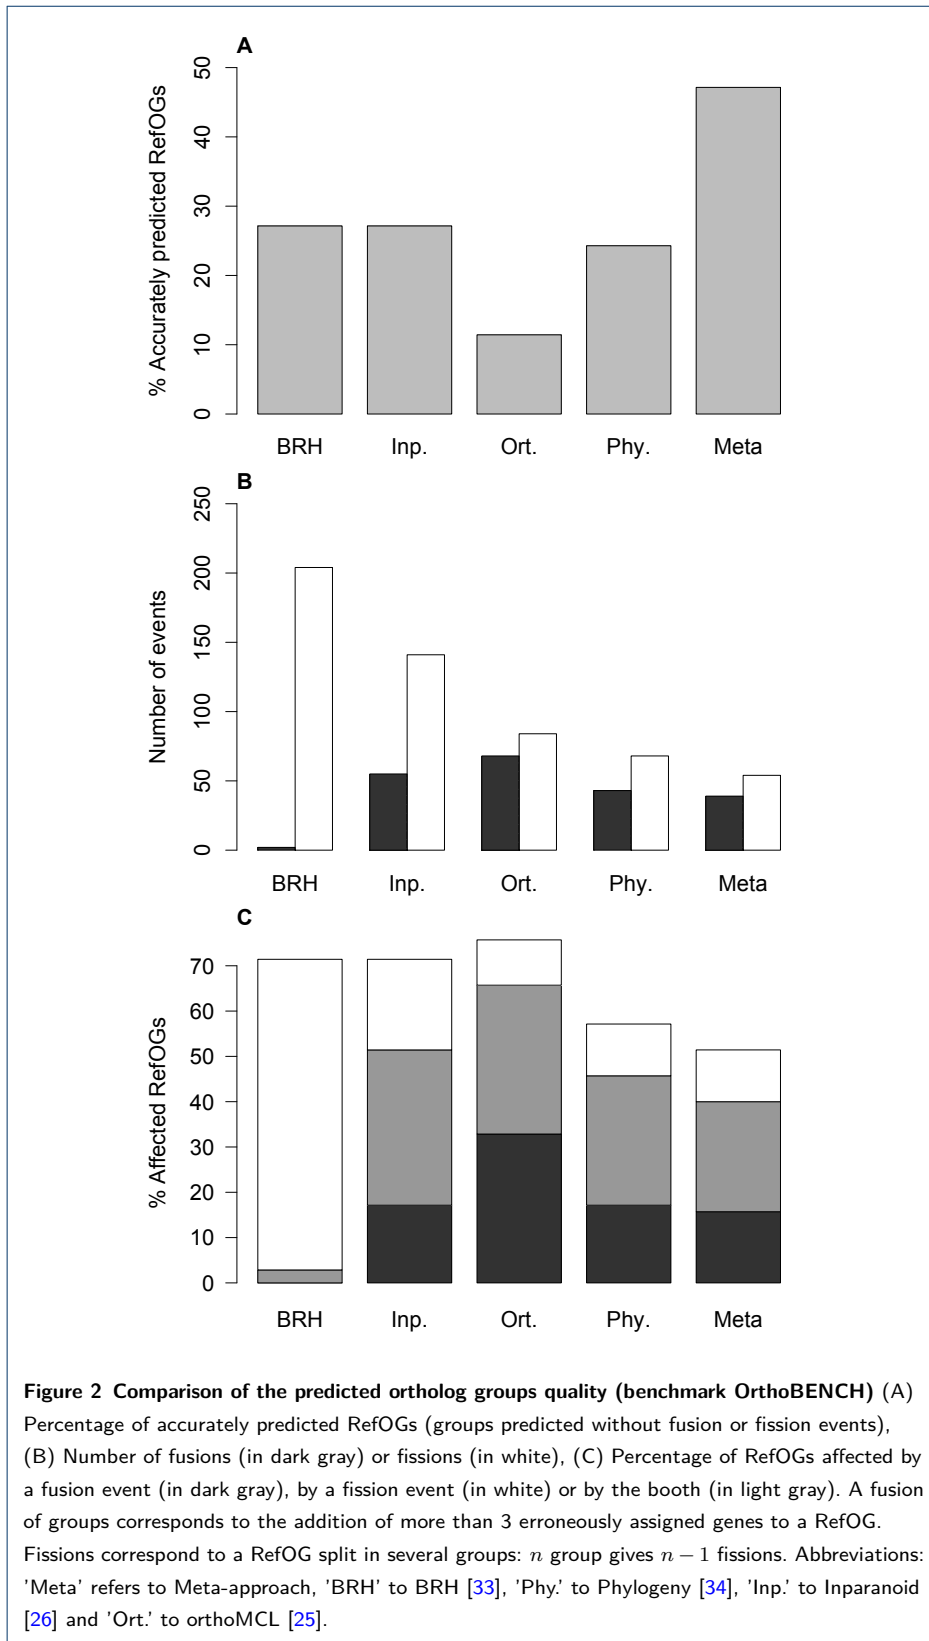 A
% Accurately predicted RefOGs
50
40
30
20
10
0
BRH Inp. Ort. Phy. Meta
B
Number of events
250
200
150
100
50
0
BRH Inp. Ort. Phy. Meta
C
% Affected RefOGs
70
60
50
40
30
20
10
0
BRH Inp. Ort. Phy. Meta
Figure 2 Comparison of the predicted ortholog groups quality (benchmark OrthoBENCH) (A)
Percentage of accurately predicted RefOGs (groups predicted without fusion or fission events),
(B) Number of fusions (in dark gray) or fissions (in white), (C) Percentage of RefOGs affected by
a fusion event (in dark gray), by a fission event (in white) or by the booth (in light gray). A fusion
of groups corresponds to the addition of more than 3 erroneously assigned genes to a RefOG.
Fissions correspond to a RefOG split in several groups: n group gives n − 1 fissions. Abbreviations:
'Meta' refers to Meta-approach, 'BRH' to BRH [33], 'Phy.' to Phylogeny [34], 'Inp.' to Inparanoid
[26] and 'Ort.' to orthoMCL [25].